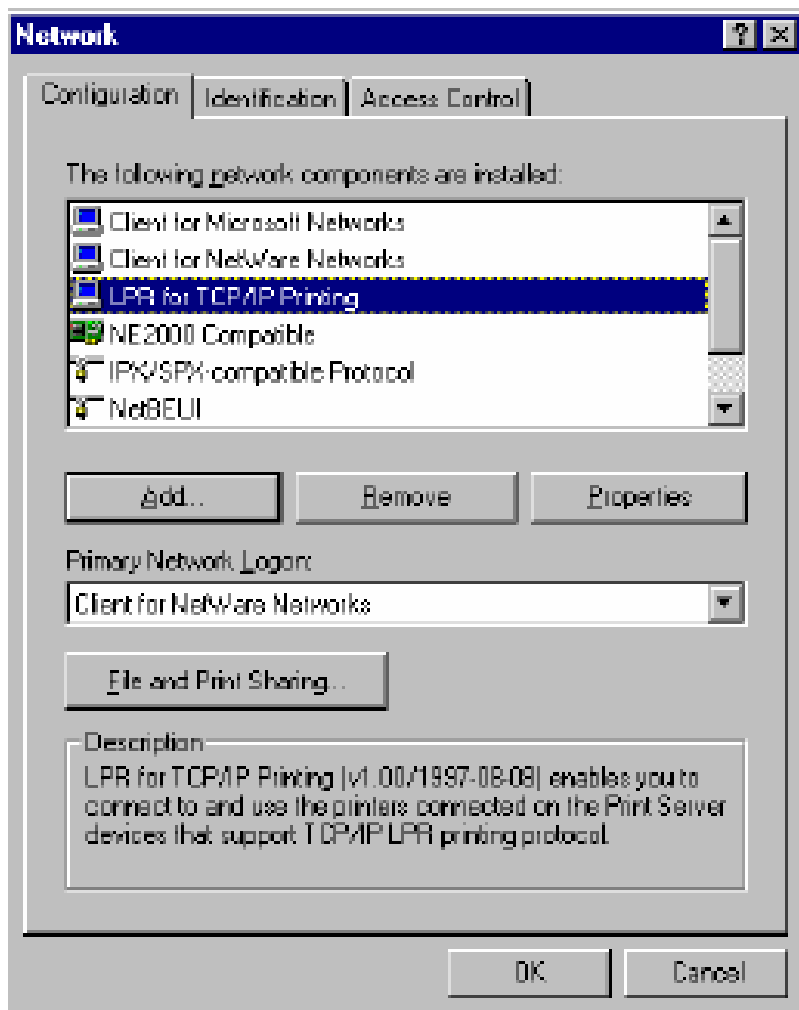 Network
Configuration
Identification
Access Control
The following network components are installed:
Client for Microsoft Networks
Client for NetWare Networks
LPR for TCP/IP Printing
NE2000 Compatible
IPX/SPX-compatible Protocol
NetBEUI
Add...
Remove
Properties
Primary Network Logon:
Client for NetWare Networks
File and Print Sharing...
Description
LPR for TCP/IP Printing (v1.00/1997-08-08) enables you to
connect to and use the printers connected on the Print Server
devices that support TCP/IP LPR printing protocol.
OK
Cancel